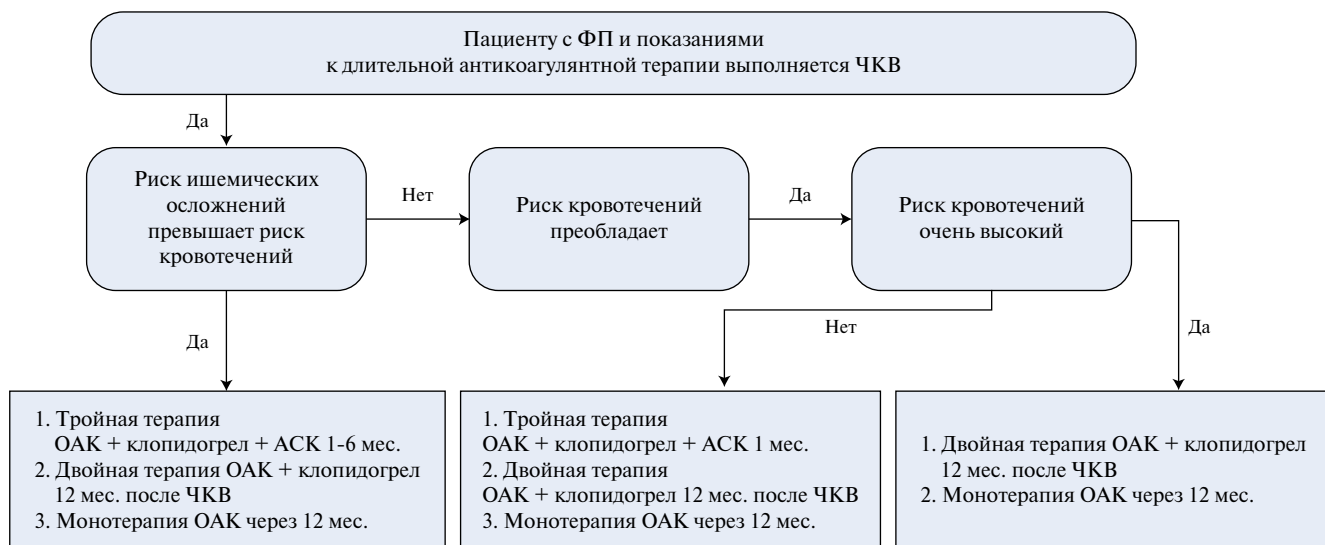 Пациенту с ФП и показаниями
к длительной антикоагулянтной терапии выполняется ЧКВ
Да
Риск ишемических
осложнений
превышает риск
кровотечений
Нет
Риск кровотечений
преобладает
Да
Риск кровотечений
очень высокий
Да
Нет
Да
1. Тройная терапия
ОАК + клопидогрел + АСК 1-6 мес.
2. Двойная терапия ОАК + клопидогрел
12 мес. после ЧКВ
3. Монотерапия ОАК через 12 мес.
1. Тройная терапия
ОАК + клопидогрел + АСК 1 мес.
2. Двойная терапия
ОАК + клопидогрел 12 мес. после ЧКВ
3. Монотерапия ОАК через 12 мес.
1. Двойная терапия ОАК + клопидогрел
12 мес. после ЧКВ
2. Монотерапия ОАК через 12 мес.